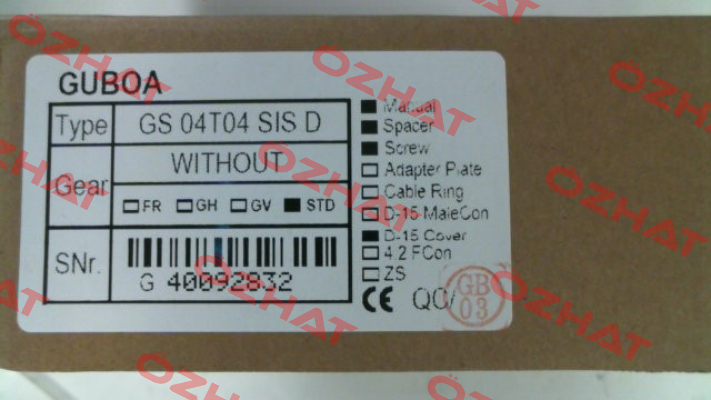 GUBOA
Type GS 04T04 SIS D
Gear WITHOUT
FR GH GV STD
SNr. G 40092832
Manual
Spacer
Screw
Adapter Plate
Cable Ring
D-15 MaleCon
D-15 Cover
4.2 FCon
ZS
CE QC/ GB 03
OZHAT
OZHAT
OZHAT
OZHAT
OZHAT
OZHAT
OZHAT
OZHAT